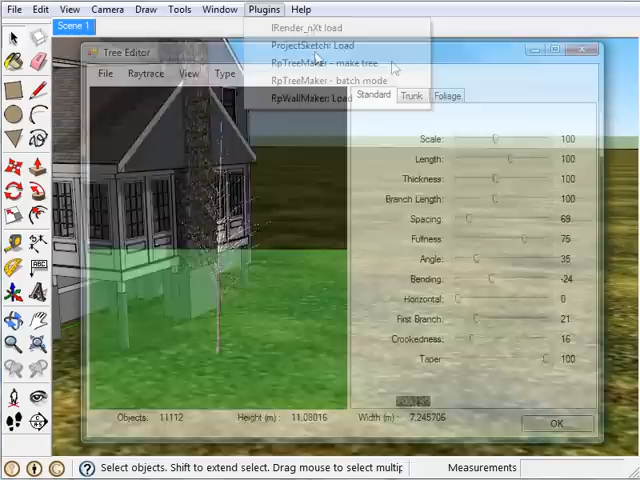 File Edit View Camera Draw Tools Window Plugins Help
Scene 1
IRender_nXt load
ProjectSketch: Load
RpTreeMaker - make tree
RpTreeMaker - batch mode
RpWallMaker: Load
Tree Editor
File Raytrace View Type
Standard Trunk Foliage
Scale: 100
Length: 100
Thickness: 100
Branch Length: 100
Spacing: 69
Fullness: 75
Angle: 35
Bending: -24
Horizontal: 0
First Branch: 21
Crookedness: 16
Taper 100
Objects: 11112 Height (m) : 11.08016 Width (m) : 7.245706
OK
Select objects. Shift to extend select. Drag mouse to select multip
Measurements